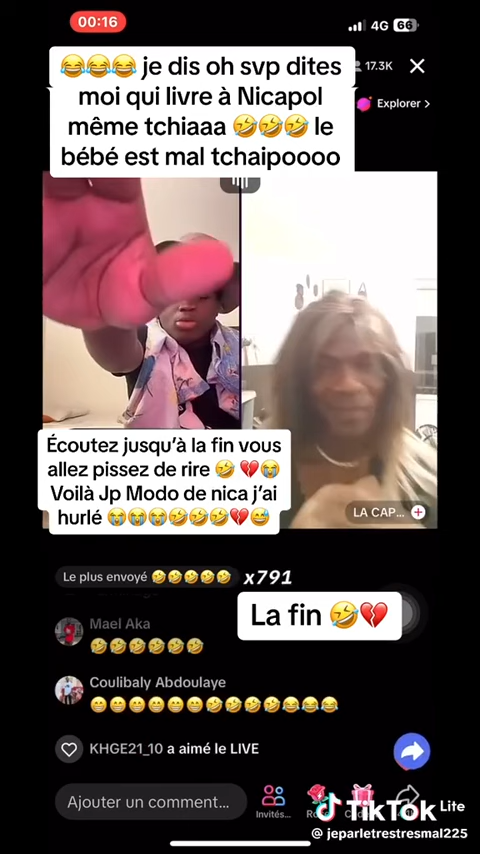 00:16
4G 66
😂😂😂 je dis oh svp dites
moi qui livre à Nicapol
même tchiaaa 🤣🤣🤣 le
bébé est mal tchaipoooo
17.3K
Explorer >
Écoutez jusqu’à la fin vous
allez pissez de rire 🤣 💔😭
Voilà Jp Modo de nica j’ai
hurlé 😭😭😭🤣🤣🤣💔😅
LA CAP...
Le plus envoyé 🤣🤣🤣🤣🤣 x791
La fin 🤣💔
Mael Aka
🤣🤣🤣🤣🤣🤣
Coulibaly Abdoulaye
😁😁😁😁😁😁🤣🤣🤣🤣😂😂😂
KHGE21_10 a aimé le LIVE
Ajouter un comment...
Invités...
TikTok Lite
@ jeparletrestresmal225